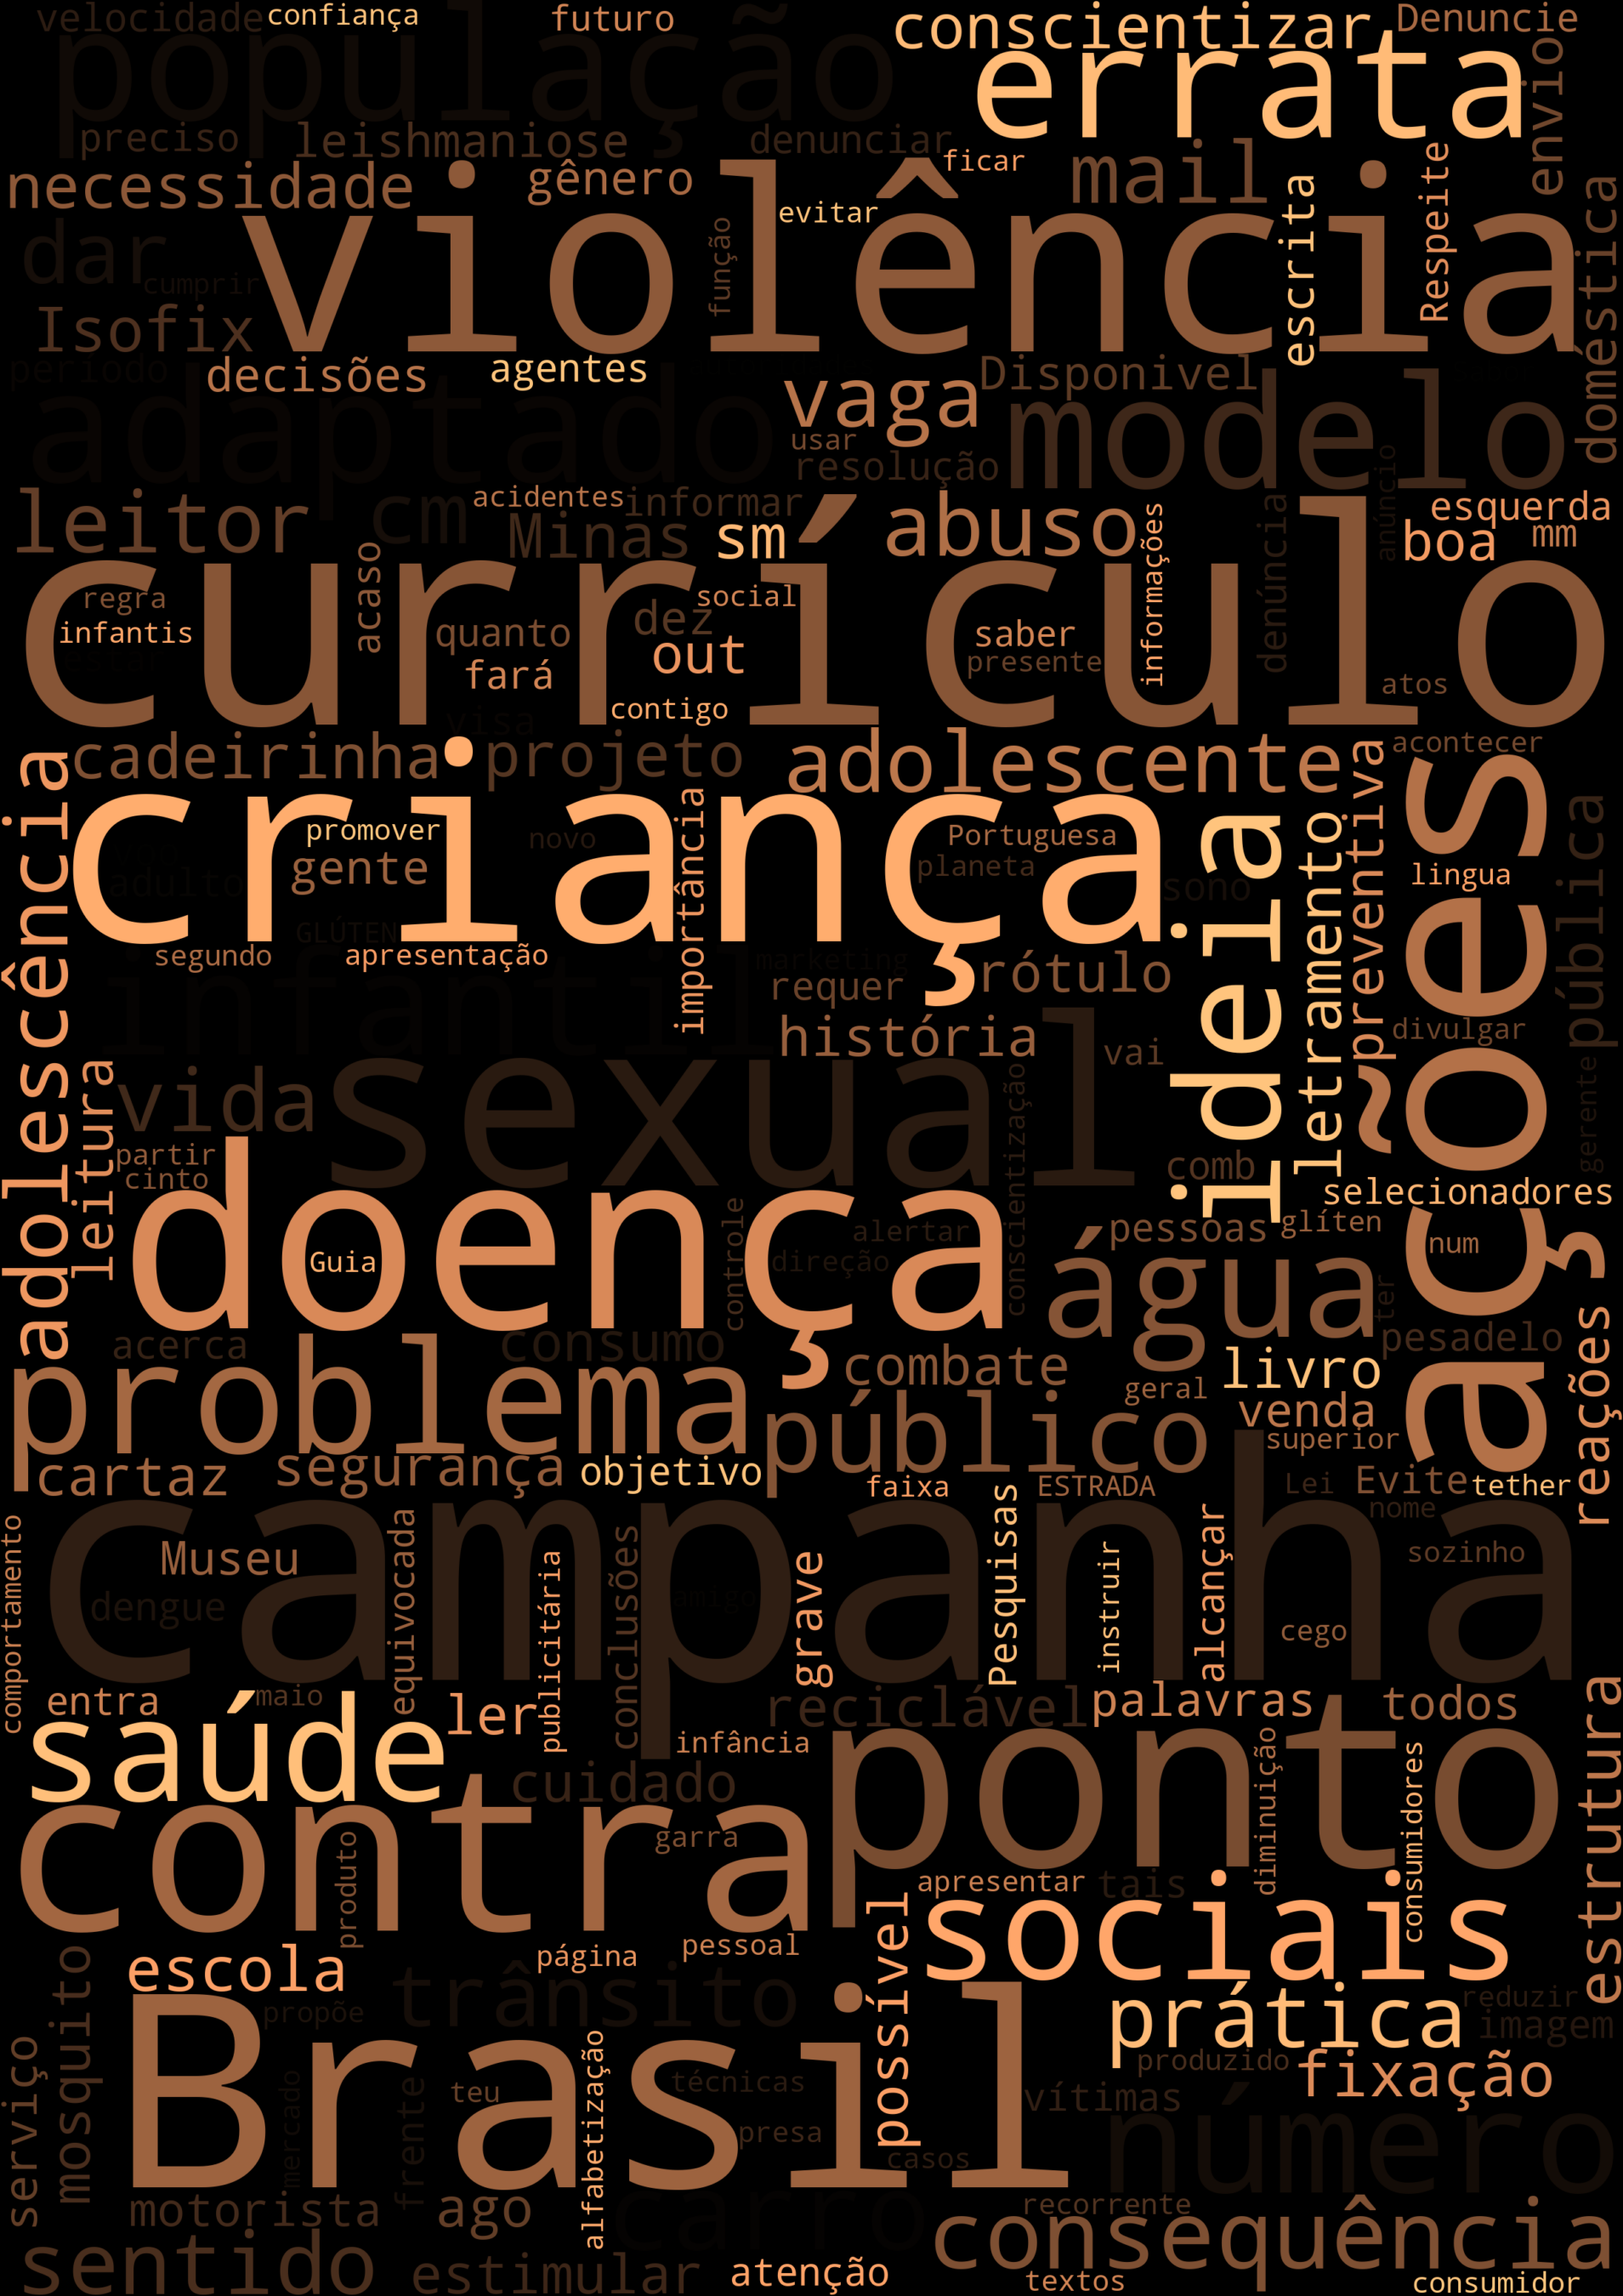 velocidade
confiança
futuro
conscientizar
Denuncie
população
errata
envio
preciso
leishmaniose
denunciar
ficar
mail
necessidade
gênero
violência
evitar
escrita
Respeite
doméstica
dar
cumprir
função
Isofix
período
decisões
agentes
vaga
Disponivel
modelo
adaptado
usar
resolução
leitor
cm
acidentes
informar
Minas
sm
abuso
informações
denúncia
anúncio
esquerda
boa
mm
currículo
regra
infantis
acaso
quanto
fará
social
dez
out
saber
presente
contigo
visa
atos
adolescência
cadeirinha
projeto
adolescente
preventiva
acontecer
ações
pública
criança
promover
gente
importância
novo
Portuguesa
planeta
sono
adulto
ideia
letramento
lingua
GLÚTEN
segundo
apresentação
marketing
requer
rótulo
infantil
história
vai
divulgar
gerente
leitura
vida
sexual
conscientização
partir
cinto
comb
selecionadores
doença
Guia
controle
alertar
direção
pessoas
glíten
num
água
ter
pesadelo
reações
acerca
consumo
problema
combate
livro
geral
público
venda
superior
cartaz
segurança
objetivo
faixa
ESTRADA
Lei
Evite
tether
nome
campanha
comportamento
Museu
dengue
equivocada
publicitária
conclusões
amigo
grave
Pesquisas
instruir
alcançar
cego
sozinho
entra
maio
saúde
ler
infância
reciclável
palavras
todos
estrutura
ponto
contra
cuidado
garra
produto
diminuição
consumidores
apresentar
tais
sociais
possível
escola
página
pessoal
trânsito
mosquito
serviço
propõe
Brasil
prática
reduzir
imagem
produzido
fixação
técnicas
teu
alfabetização
mercado
frente
presa
casos
vítimas
número
motorista
ago
carro
recorrente
consequência
sentido
estimular
atenção
textos
consumidor